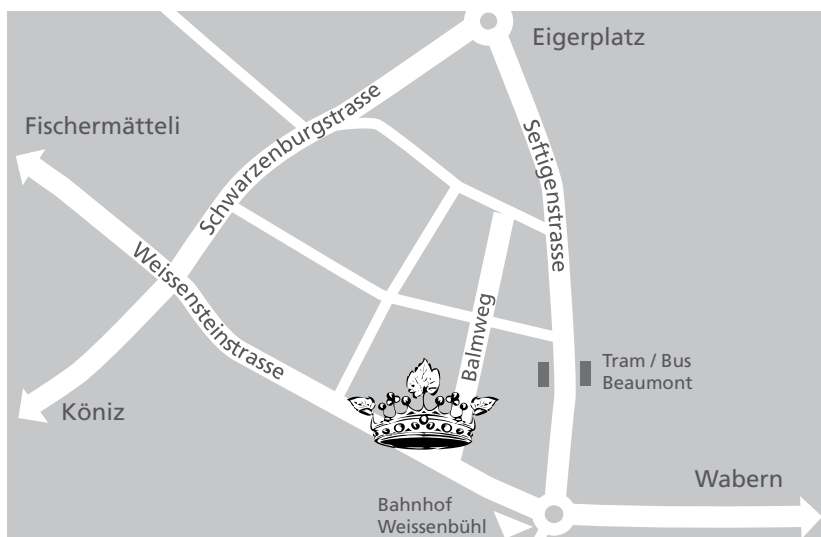 Eigerplatz
Fischermätteli
Schwarzenburgstrasse
Seftigenstrasse
Weissensteinstrasse
Balmweg
Tram / Bus
Beaumont
Köniz
Wabern
Bahnhof
Weissenbühl